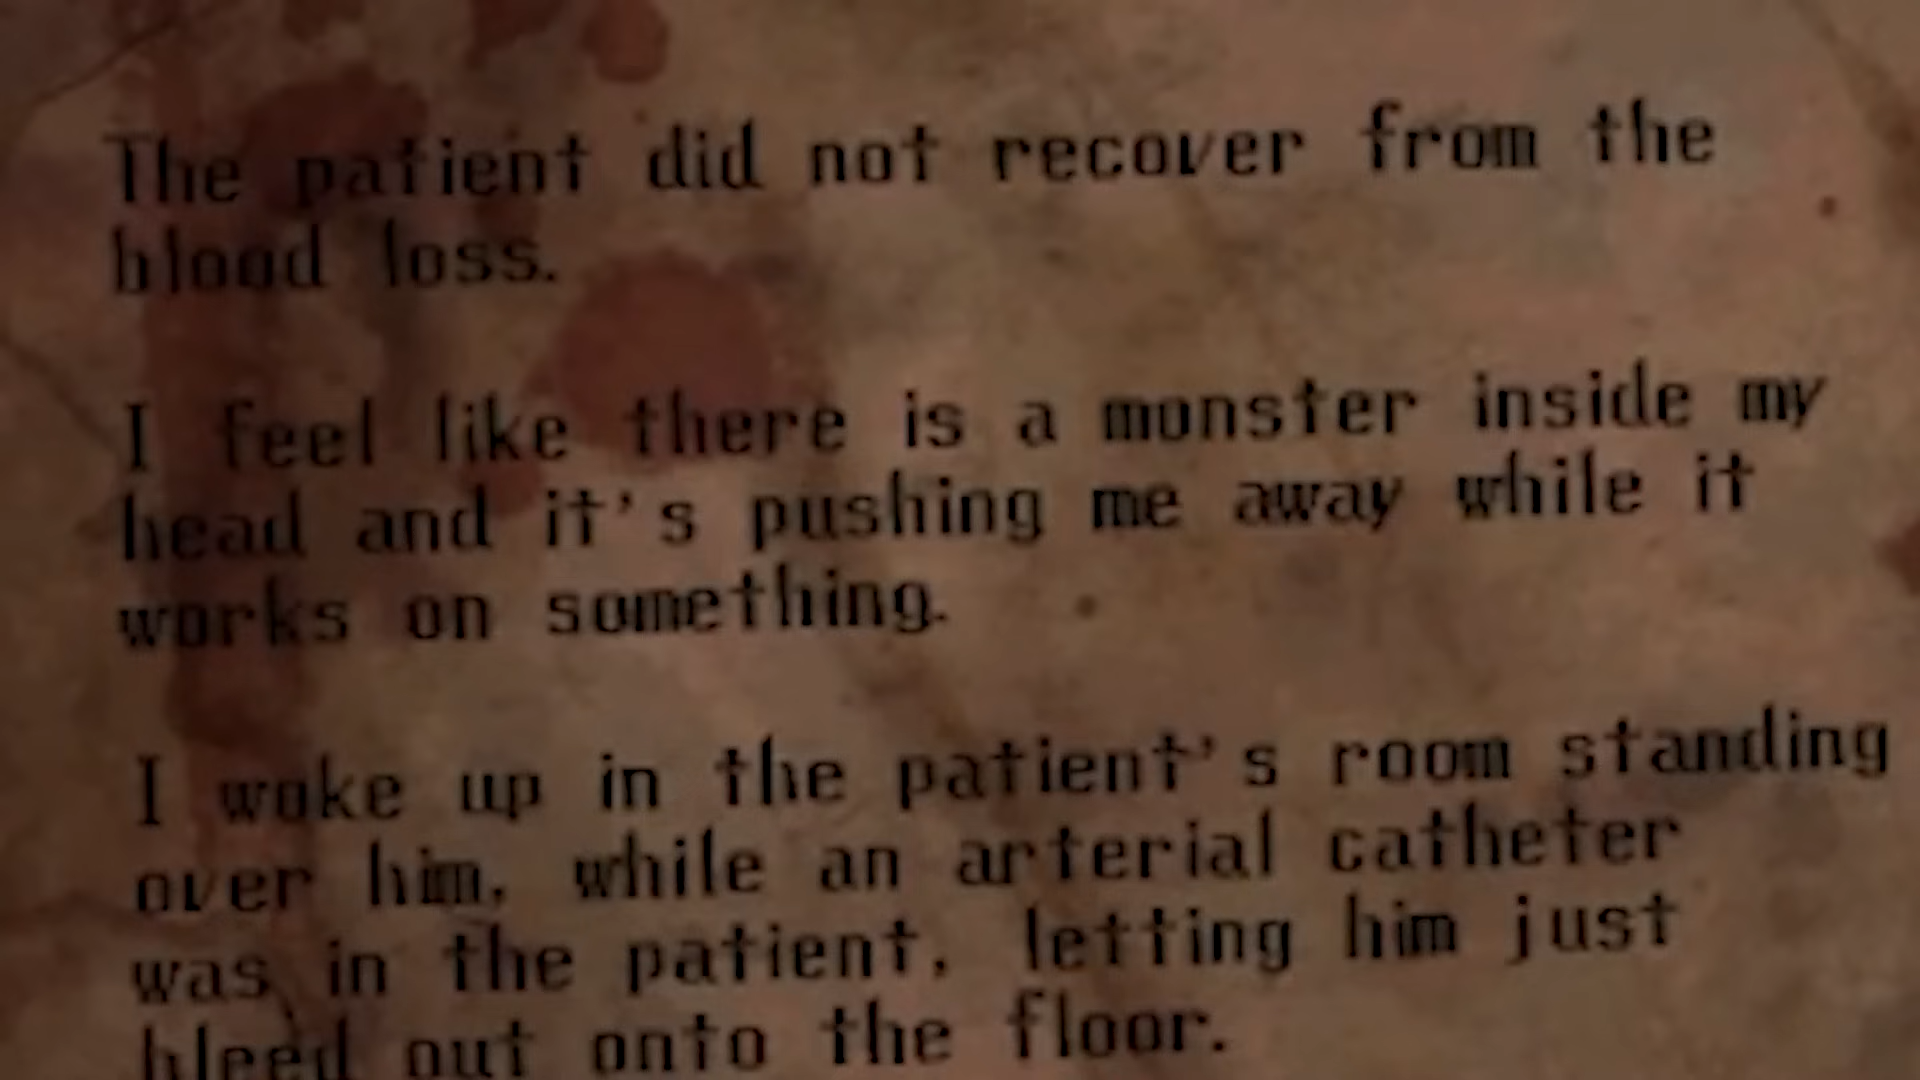 The patient did not recover from the
blood loss.
I feel like there is a monster inside my
head and it's pushing me away while it
works on something.
I woke up in the patient's room standing
over him, while an arterial catheter
was in the patient, letting him just
bleed out onto the floor.